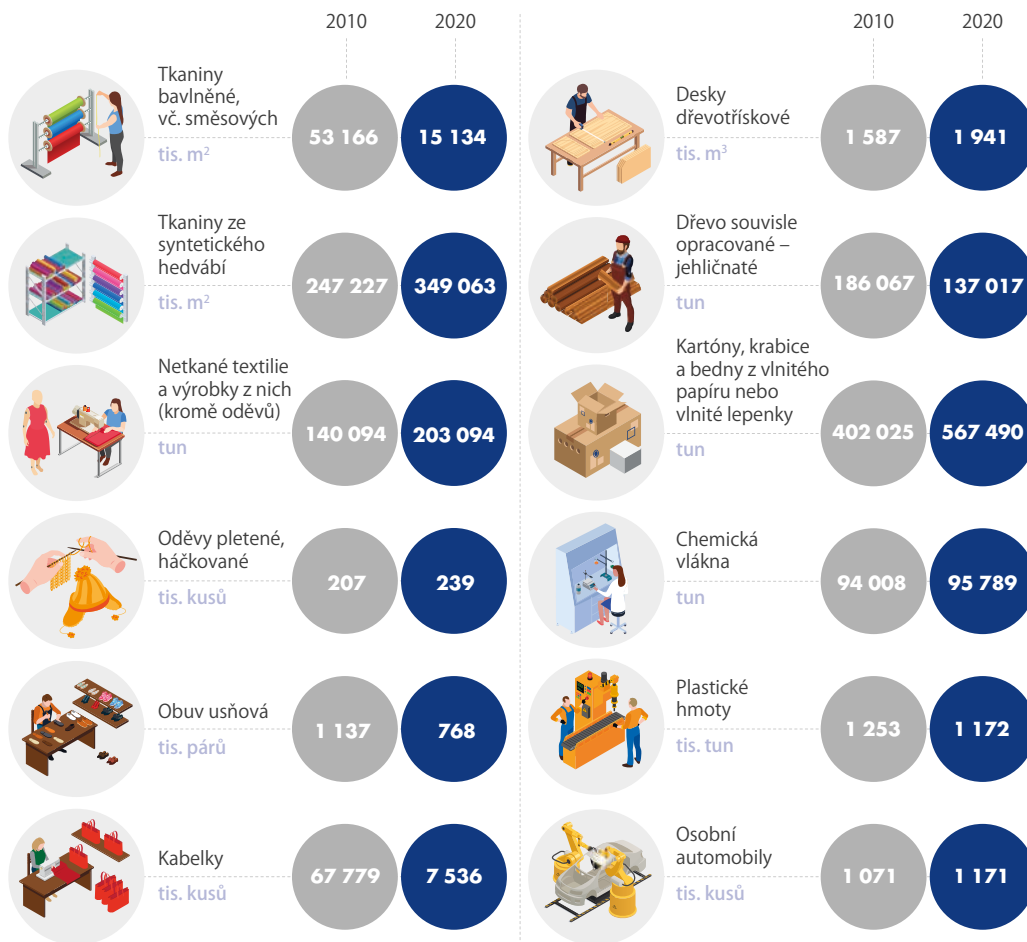 2010 2020
Tkaniny
bavlněné,
vč. směsových
tis. m²
53 166 15 134
Tkaniny ze
syntetického
hedvábí
tis. m²
247 227 349 063
Netkané textilie
a výrobky z nich
(kromě oděvů)
tun
140 094 203 094
Oděvy pletené,
háčkované
tis. kusů
207 239
Obuv usňová
tis. párů
1 137 768
Kabelky
tis. kusů
67 779 7 536
2010 2020
Desky
dřevotřískové
tis. m³
1 587 1 941
Dřevo souvisle
opracované –
jehličnaté
tun
186 067 137 017
Kartóny, krabice
a bedny z vlnitého
papíru nebo
vlnité lepenky
tun
402 025 567 490
Chemická
vlákna
tun
94 008 95 789
Plastické
hmoty
tis. tun
1 253 1 172
Osobní
automobily
tis. kusů
1 071 1 171